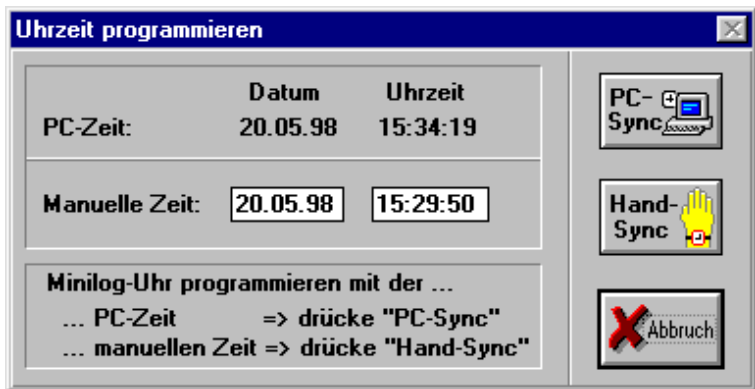 Uhrzeit programmieren
Datum Uhrzeit
PC-Zeit: 20.05.98 15:34:19
Manuelle Zeit: 20.05.98 15:29:50
Minilog-Uhr programmieren mit der ...
... PC-Zeit => drücke "PC-Sync"
... manuellen Zeit => drücke "Hand-Sync"
PC-
Sync
Hand-
Sync
Abbruch